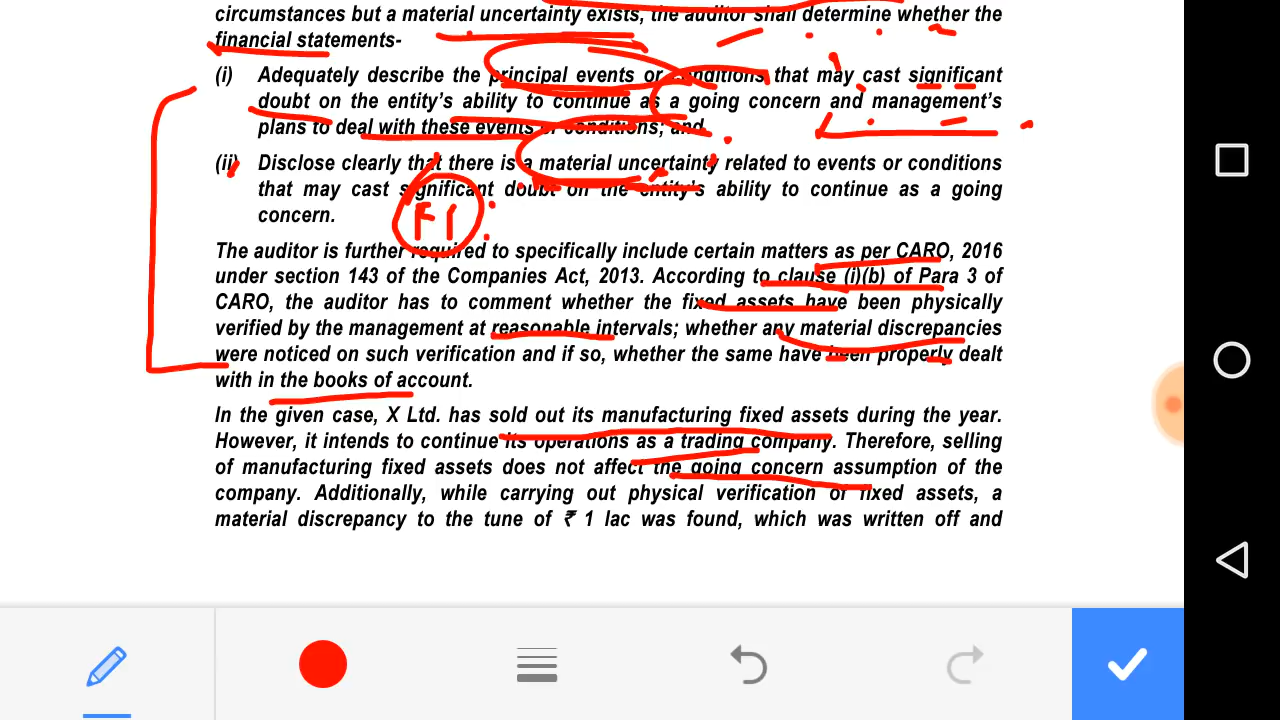 circumstances but a material uncertainty exists, the auditor shall determine whether the
financial statements-
(i) Adequately describe the principal events or conditions that may cast significant
doubt on the entity's ability to continue as a going concern and management's
plans to deal with these events or conditions; and
(ii) Disclose clearly that there is a material uncertainty related to events or conditions
that may cast significant doubt on the entity's ability to continue as a going
concern.
The auditor is further required to specifically include certain matters as per CARO, 2016
under section 143 of the Companies Act, 2013. According to clause (i)(b) of Para 3 of
CARO, the auditor has to comment whether the fixed assets have been physically
verified by the management at reasonable intervals; whether any material discrepancies
were noticed on such verification and if so, whether the same have been properly dealt
with in the books of account.
In the given case, X Ltd. has sold out its manufacturing fixed assets during the year.
However, it intends to continue its operations as a trading company. Therefore, selling
of manufacturing fixed assets does not affect the going concern assumption of the
company. Additionally, while carrying out physical verification of fixed assets, a
material discrepancy to the tune of ₹ 1 lac was found, which was written off and